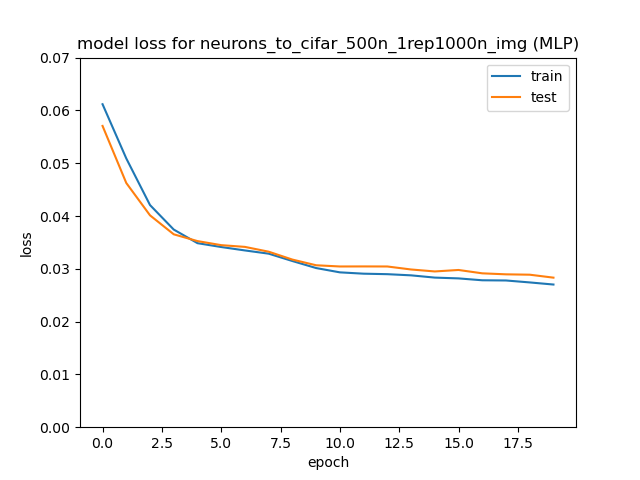 model loss for neurons_to_cifar_500n_1rep1000n_img (MLP)
train
test
loss
0.07
0.06
0.05
0.04
0.03
0.02
0.01
0.00
0.0 2.5 5.0 7.5 10.0 12.5 15.0 17.5
epoch